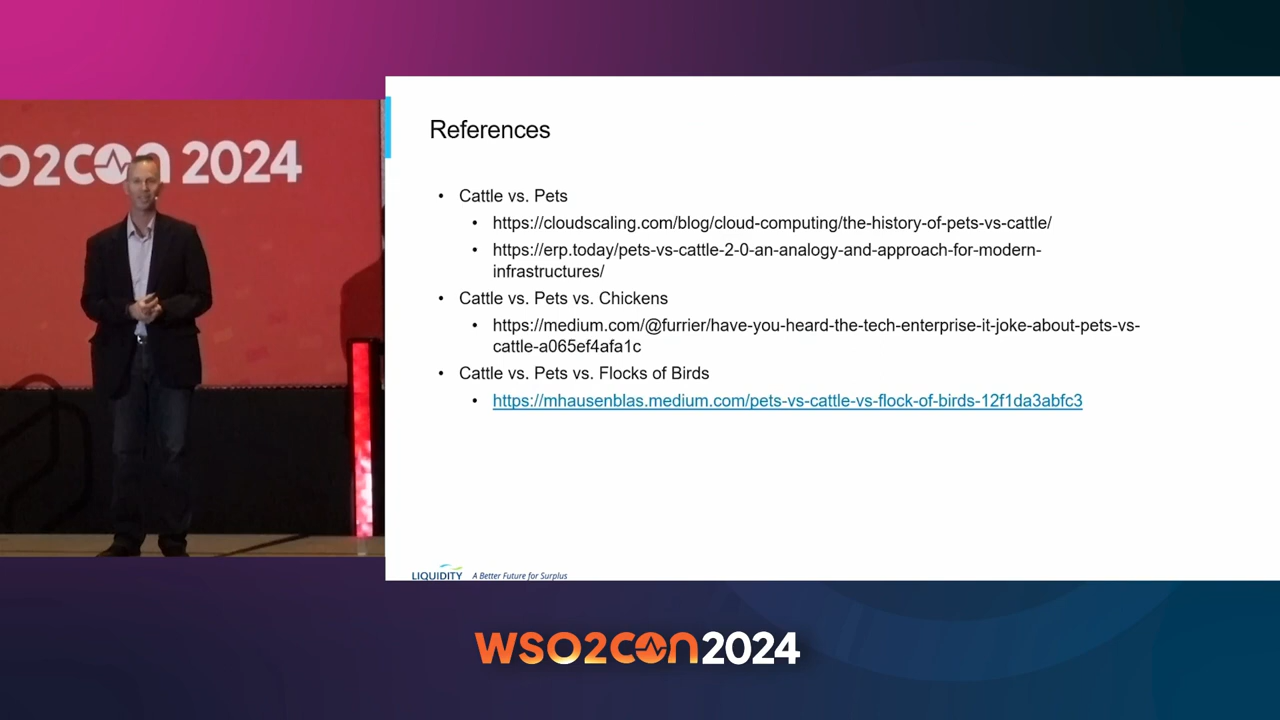 O2CON 2024
References
• Cattle vs. Pets
• https://cloudscaling.com/blog/cloud-computing/the-history-of-pets-vs-cattle/
• https://erp.today/pets-vs-cattle-2-0-an-analogy-and-approach-for-modern-
infrastructures/
• Cattle vs. Pets vs. Chickens
• https://medium.com/@furrier/have-you-heard-the-tech-enterprise-it-joke-about-pets-vs-
cattle-a065ef4afa1c
• Cattle vs. Pets vs. Flocks of Birds
• https://mhausenblas.medium.com/pets-vs-cattle-vs-flock-of-birds-12f1da3abfc3
LIQUIDITY A Better Future for Surplus
WSO2CON2024